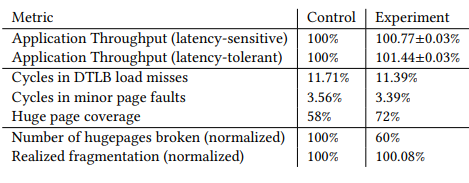 Metric Control Experiment
Application Throughput (latency-sensitive) 100% 100.77±0.03%
Application Throughput (latency-tolerant) 100% 101.44±0.03%
Cycles in DTLB load misses 11.71% 11.39%
Cycles in minor page faults 3.56% 3.39%
Huge page coverage 58% 72%
Number of hugepages broken (normalized) 100% 60%
Realized fragmentation (normalized) 100% 100.08%